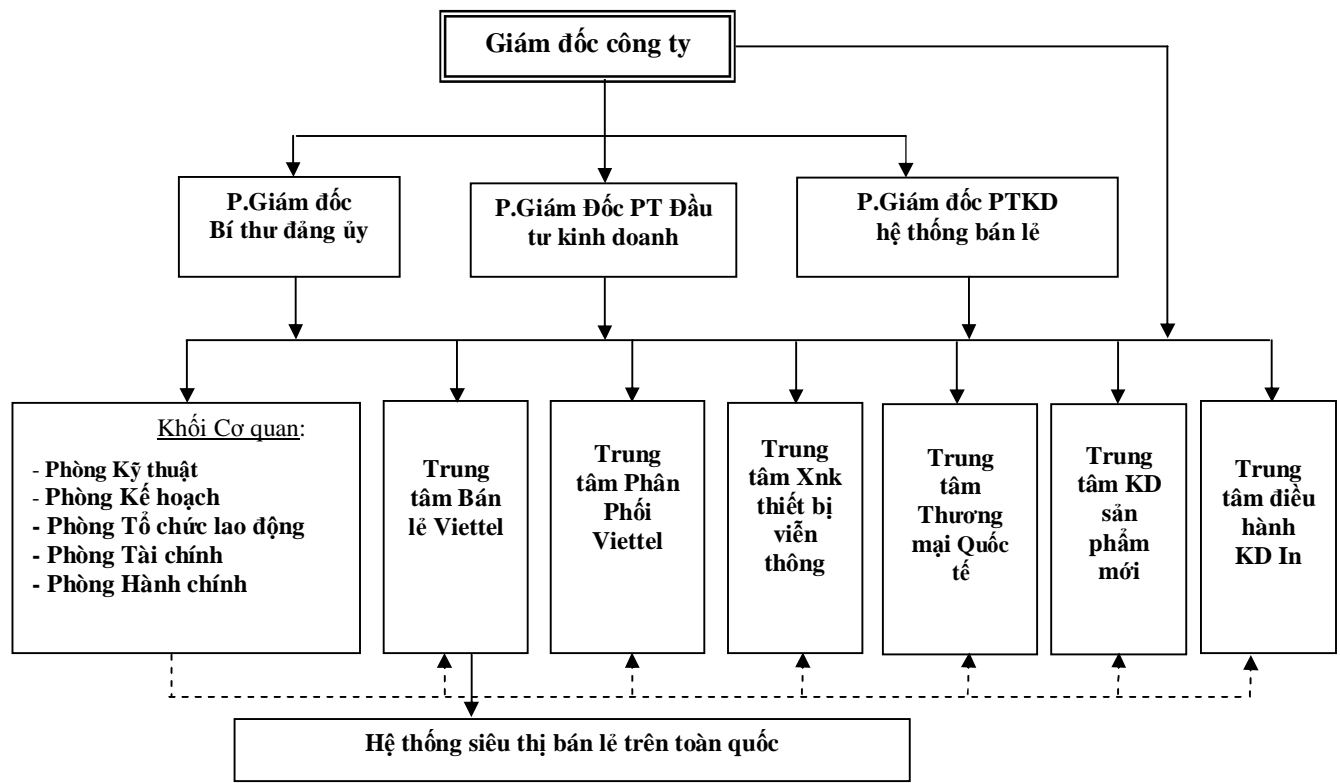 Giám đốc công ty
P.Giám đốc
Bí thư đảng ủy
P.Giám Đốc PT Đầu
tư kinh doanh
P.Giám đốc PTKD
hệ thống bán lẻ
Khối Cơ quan:
- Phòng Kỹ thuật
- Phòng Kế hoạch
- Phòng Tổ chức lao động
- Phòng Tài chính
- Phòng Hành chính
Trung
tâm Bán
lẻ Viettel
Trung
tâm Phân
Phối
Viettel
Trung
tâm Xnk
thiết bị
viễn
thông
Trung
tâm
Thương
mại Quốc
tế
Trung
tâm KD
sản
phẩm
mới
Trung
tâm điều
hành
KD In
Hệ thống siêu thị bán lẻ trên toàn quốc